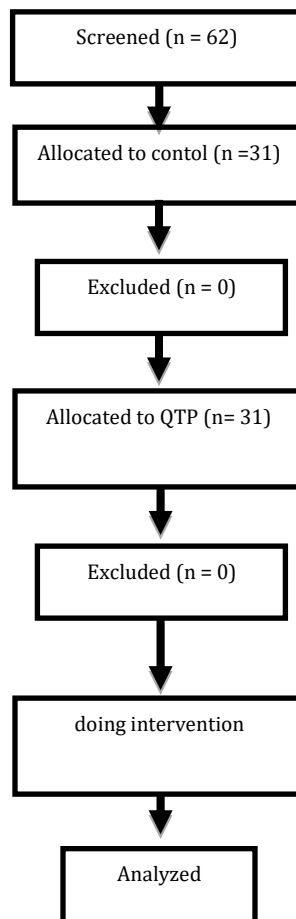 Screened (n = 62)
Allocated to contol (n =31)
Excluded (n = 0)
Allocated to QTP (n= 31)
Excluded (n = 0)
doing intervention
Analyzed